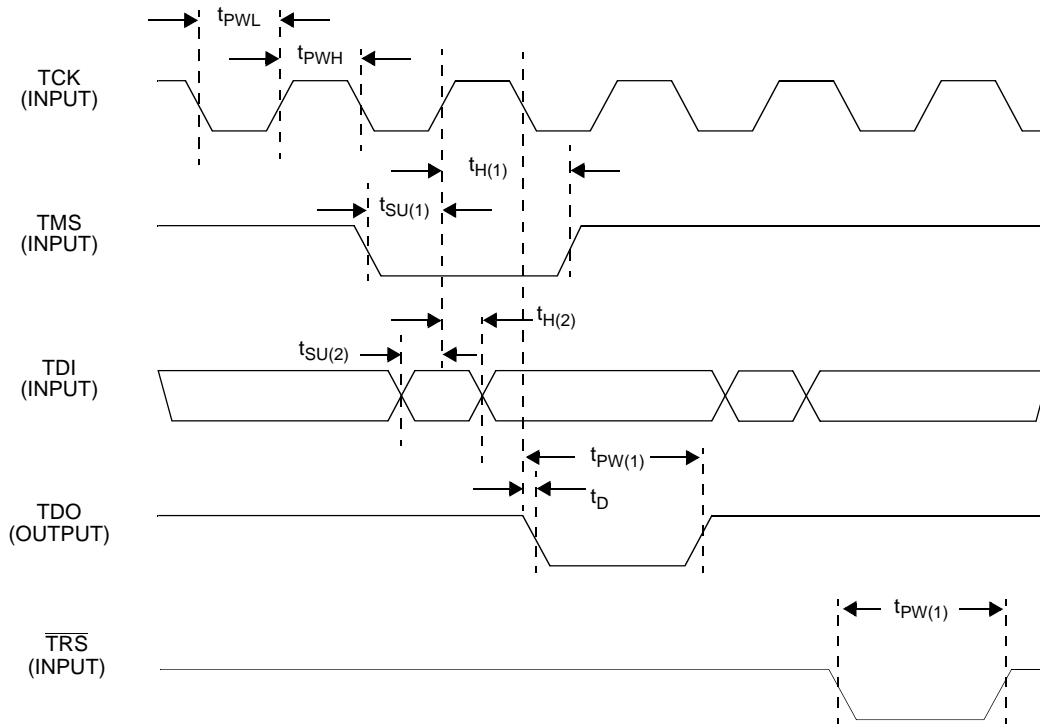 tPWL
tPWH
TCK
(INPUT)
tH(1)
tSU(1)
TMS
(INPUT)
tH(2)
tSU(2)
TDI
(INPUT)
tPW(1)
tD
TDO
(OUTPUT)
tPW(1)
T̅R̅S̅
(INPUT)